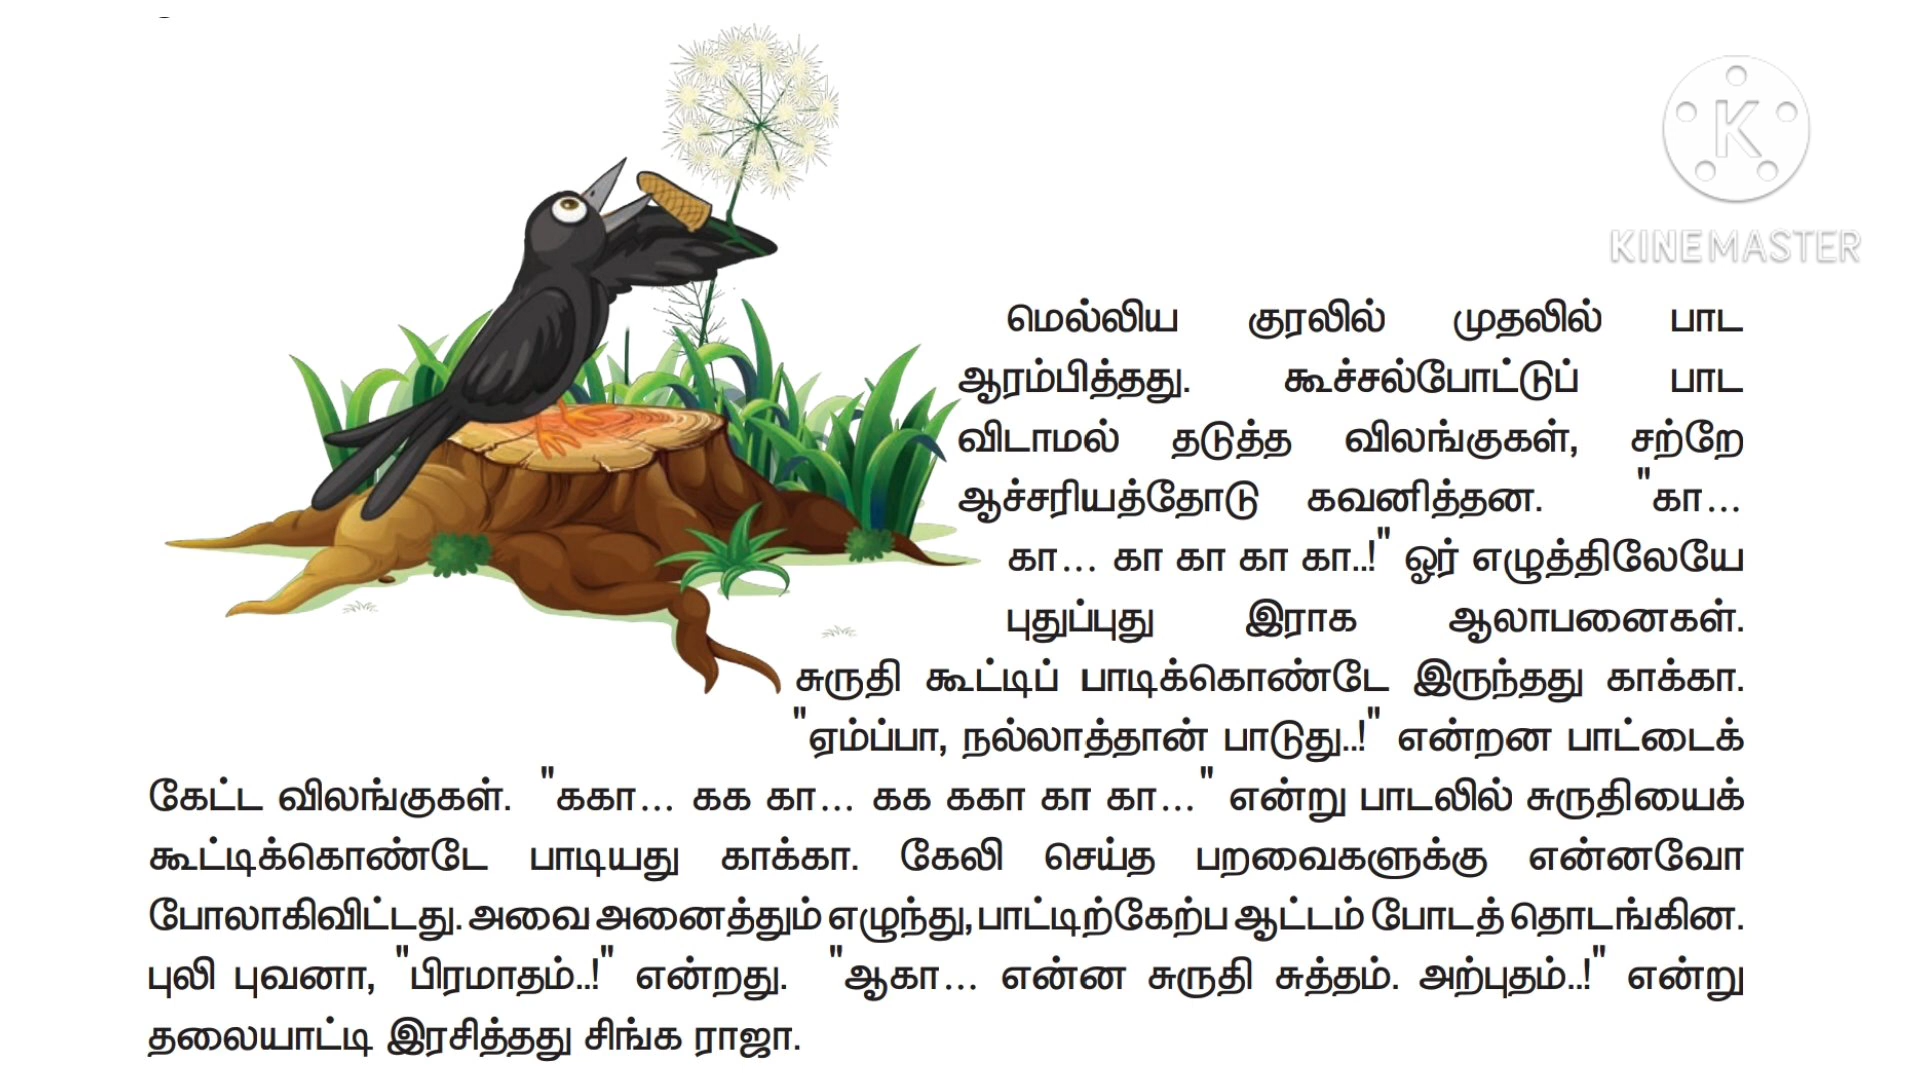 KINEMASTER
மெல்லிய குரலில் முதலில் பாட
ஆரம்பித்தது. கூச்சல்போட்டுப் பாட
விடாமல் தடுத்த விலங்குகள், சற்றே
ஆச்சரியத்தோடு கவனித்தன. "கா...
கா... கா கா கா கா..!" ஓர் எழுத்திலேயே
புதுப்புது இராக ஆலாபனைகள்.
சுருதி கூட்டிப் பாடிக்கொண்டே இருந்தது காக்கா.
"ஏம்ப்பா, நல்லாத்தான் பாடுது..!" என்றன பாட்டைக்
கேட்ட விலங்குகள். "ககா... கக கா... கக ககா கா கா..." என்று பாடலில் சுருதியைக்
கூட்டிக்கொண்டே பாடியது காக்கா. கேலி செய்த பறவைகளுக்கு என்னவோ
போலாகிவிட்டது. அவை அனைத்தும் எழுந்து, பாட்டிற்கேற்ப ஆட்டம் போடத் தொடங்கின.
புலி புவனா, "பிரமாதம்..!" என்றது. "ஆகா... என்ன சுருதி சுத்தம். அற்புதம்..!" என்று
தலையாட்டி இரசித்தது சிங்க ராஜா.